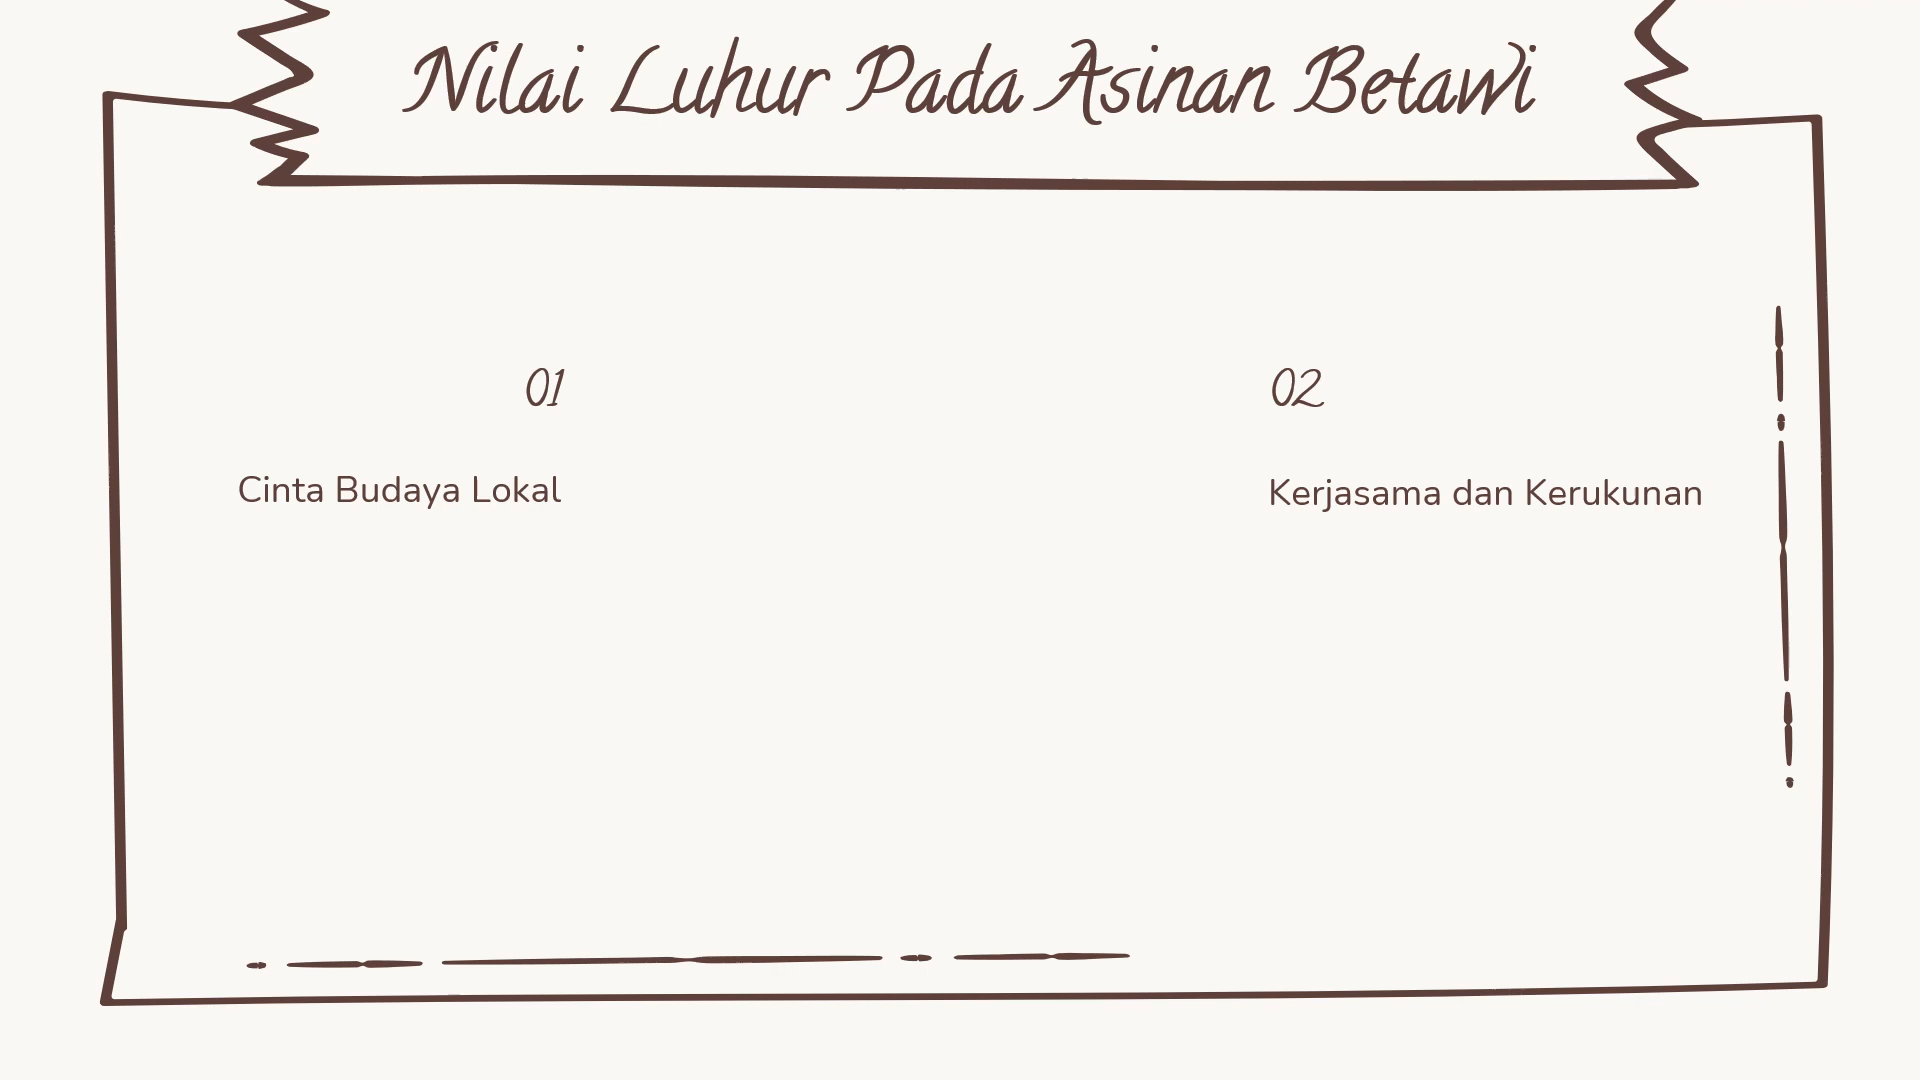 Nilai Luhur Pada Asinan Betawi
01
Cinta Budaya Lokal
02
Kerjasama dan Kerukunan